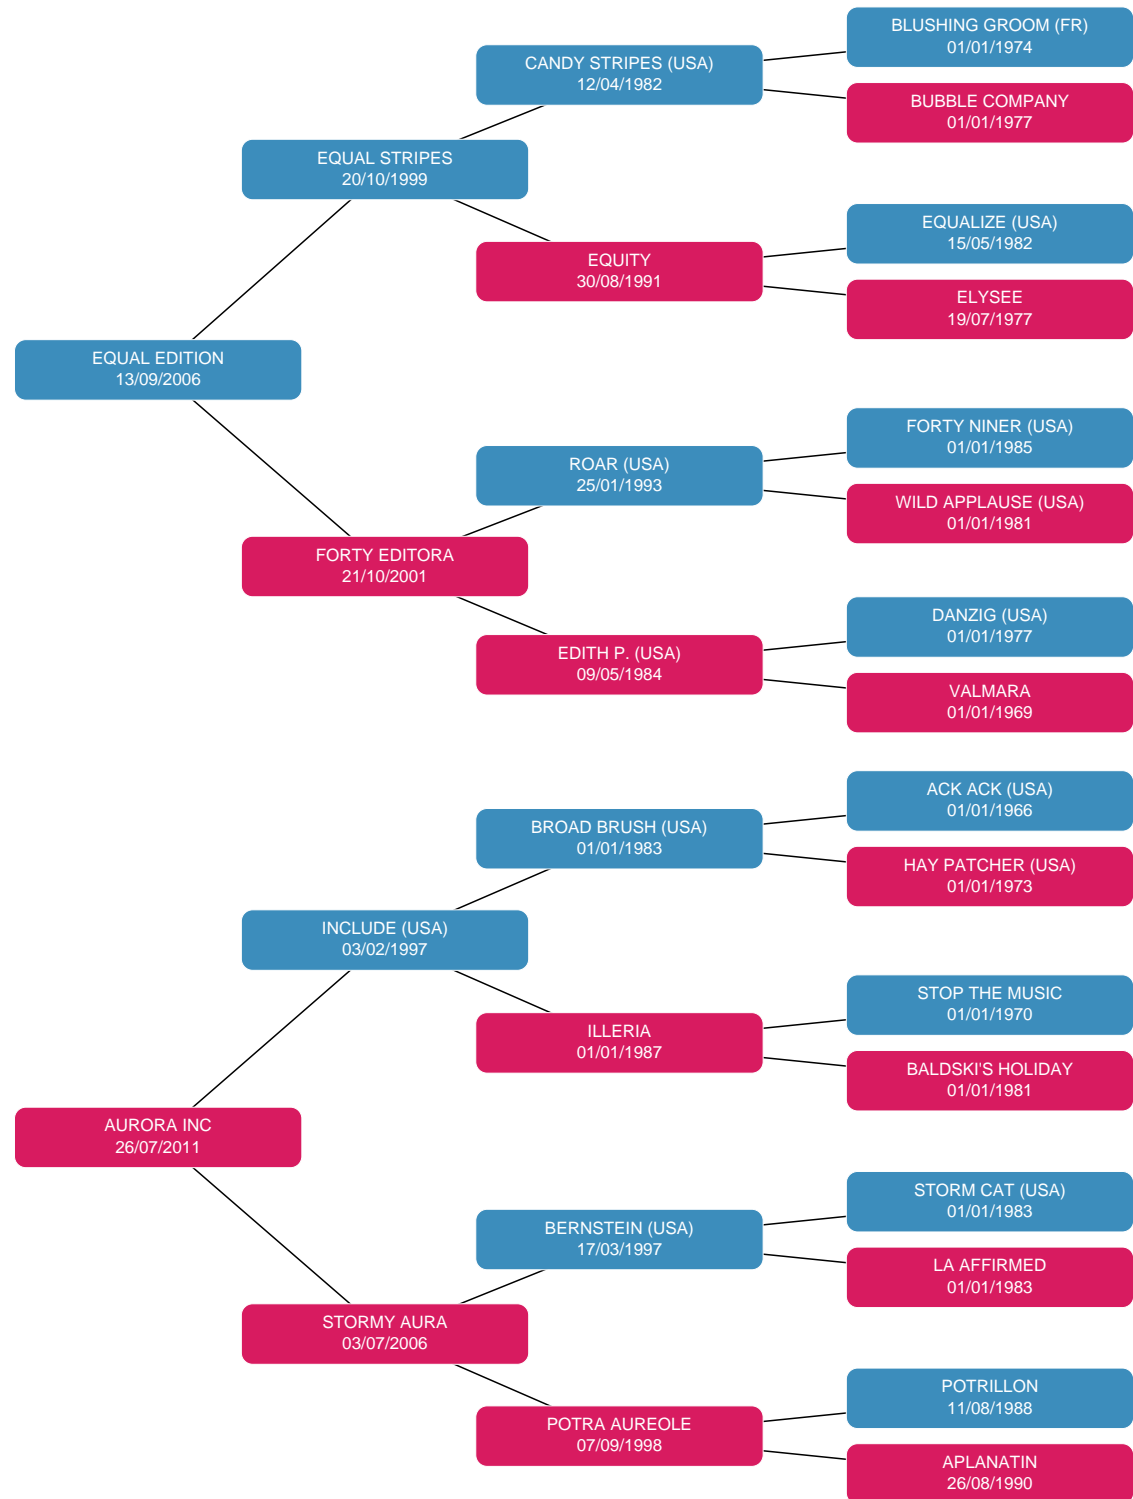 BLUSHING GROOM (FR)
01/01/1974
CANDY STRIPES (USA)
12/04/1982
BUBBLE COMPANY
01/01/1977
EQUAL STRIPES
20/10/1999
EQUALIZE (USA)
15/05/1982
EQUITY
30/08/1991
ELYSEE
19/07/1977
EQUAL EDITION
13/09/2006
FORTY NINER (USA)
01/01/1985
ROAR (USA)
25/01/1993
WILD APPLAUSE (USA)
01/01/1981
FORTY EDITORA
21/10/2001
DANZIG (USA)
01/01/1977
EDITH P. (USA)
09/05/1984
VALMARA
01/01/1969
ACK ACK (USA)
01/01/1966
BROAD BRUSH (USA)
01/01/1983
HAY PATCHER (USA)
01/01/1973
INCLUDE (USA)
03/02/1997
STOP THE MUSIC
01/01/1970
ILLERIA
01/01/1987
BALDSKI'S HOLIDAY
01/01/1981
AURORA INC
26/07/2011
STORM CAT (USA)
01/01/1983
BERNSTEIN (USA)
17/03/1997
LA AFFIRMED
01/01/1983
STORMY AURA
03/07/2006
POTRILLON
11/08/1988
POTRA AUREOLE
07/09/1998
APLANATIN
26/08/1990